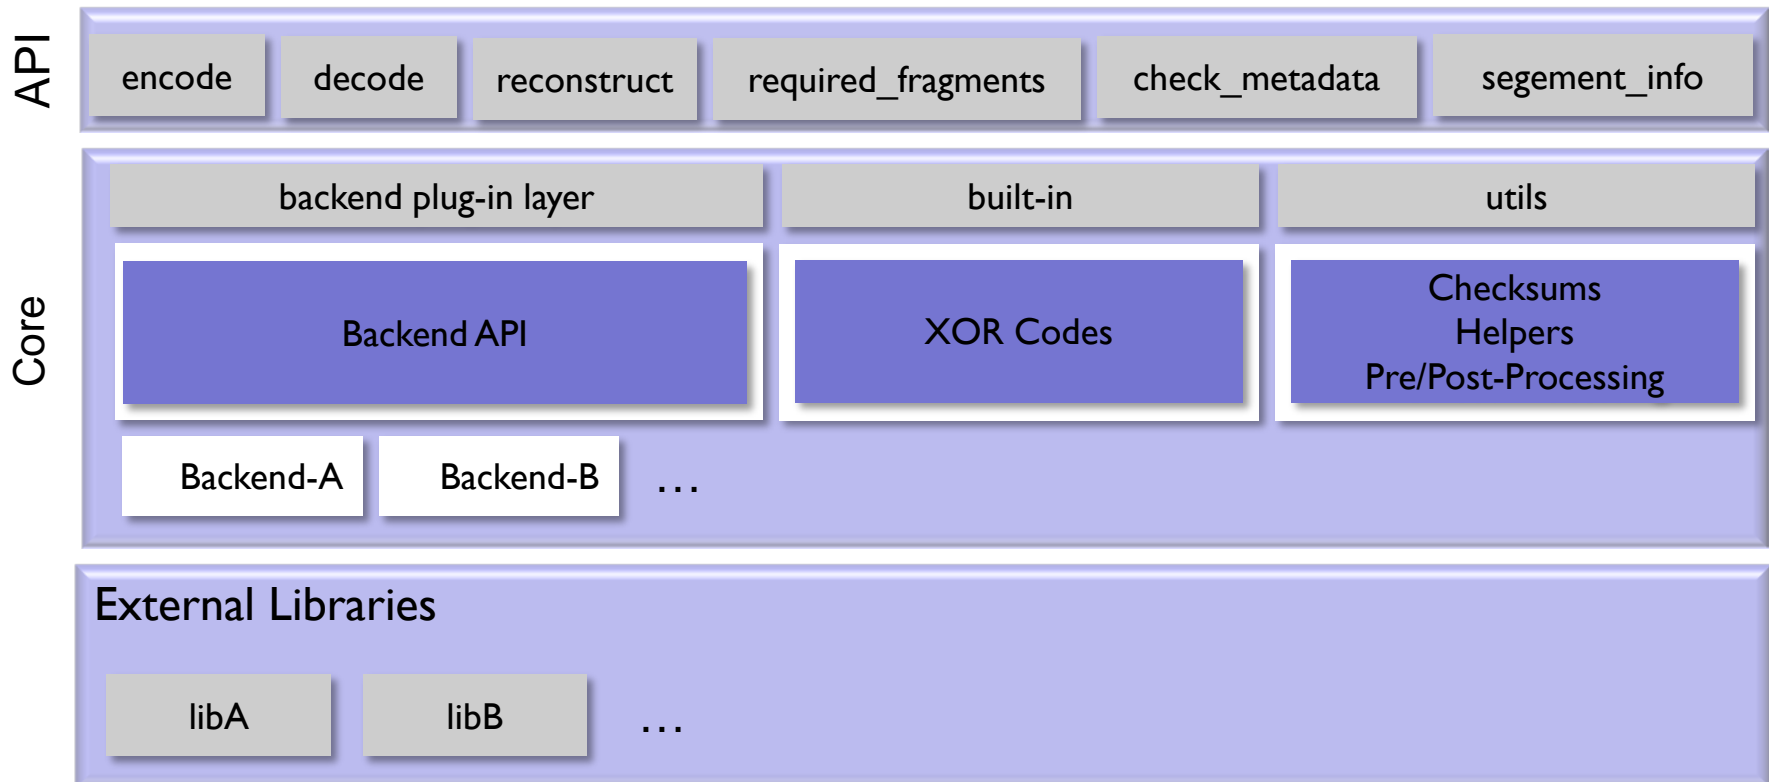 API
encode
decode
reconstruct
required_fragments
check_metadata
segement_info
Core
backend plug-in layer
built-in
utils
Backend API
XOR Codes
Checksums
Helpers
Pre/Post-Processing
Backend-A
Backend-B
...
External Libraries
libA
libB
...